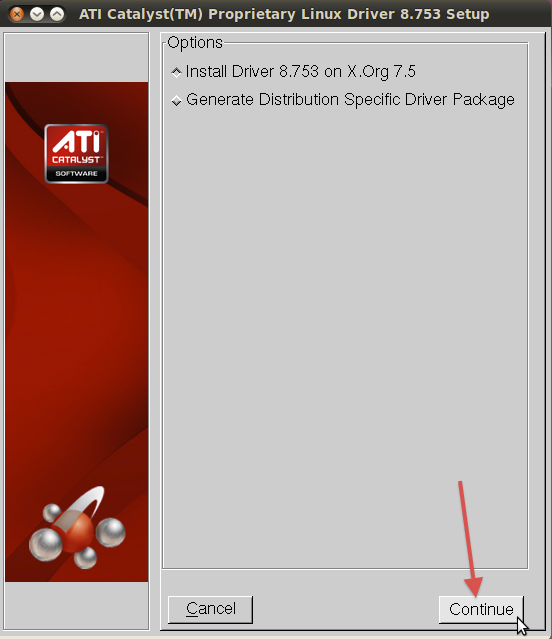 ATI Catalyst(TM) Proprietary Linux Driver 8.753 Setup
Options
Install Driver 8.753 on X.Org 7.5
Generate Distribution Specific Driver Package
ATI
CATALYST™
SOFTWARE
Cancel
Continue